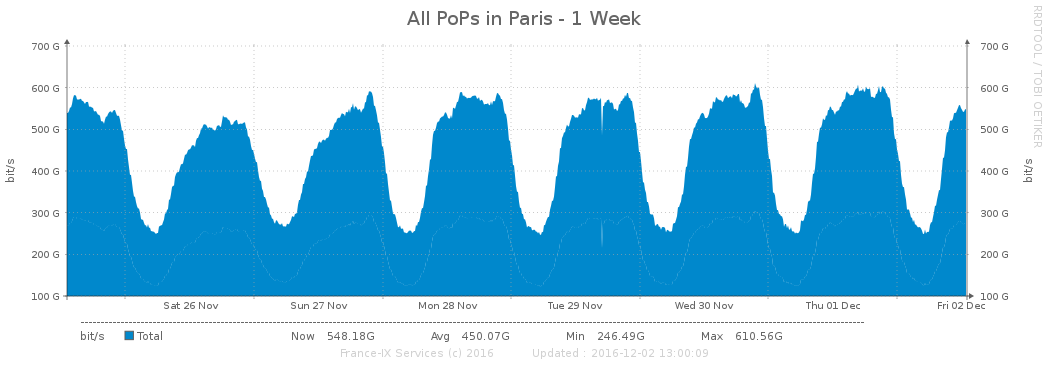 All PoPs in Paris - 1 Week
RRDTOOL / TOBI OETIKER
bit/s
700 G
600 G
500 G
400 G
300 G
200 G
100 G
700 G
600 G
500 G
400 G
300 G
200 G
100 G
bit/s
Sat 26 Nov Sun 27 Nov Mon 28 Nov Tue 29 Nov Wed 30 Nov Thu 01 Dec Fri 02 Dec
bit/s Total Now 548.18G Avg 450.07G Min 246.49G Max 610.56G
France-IX Services (c) 2016 Updated : 2016-12-02 13:00:09